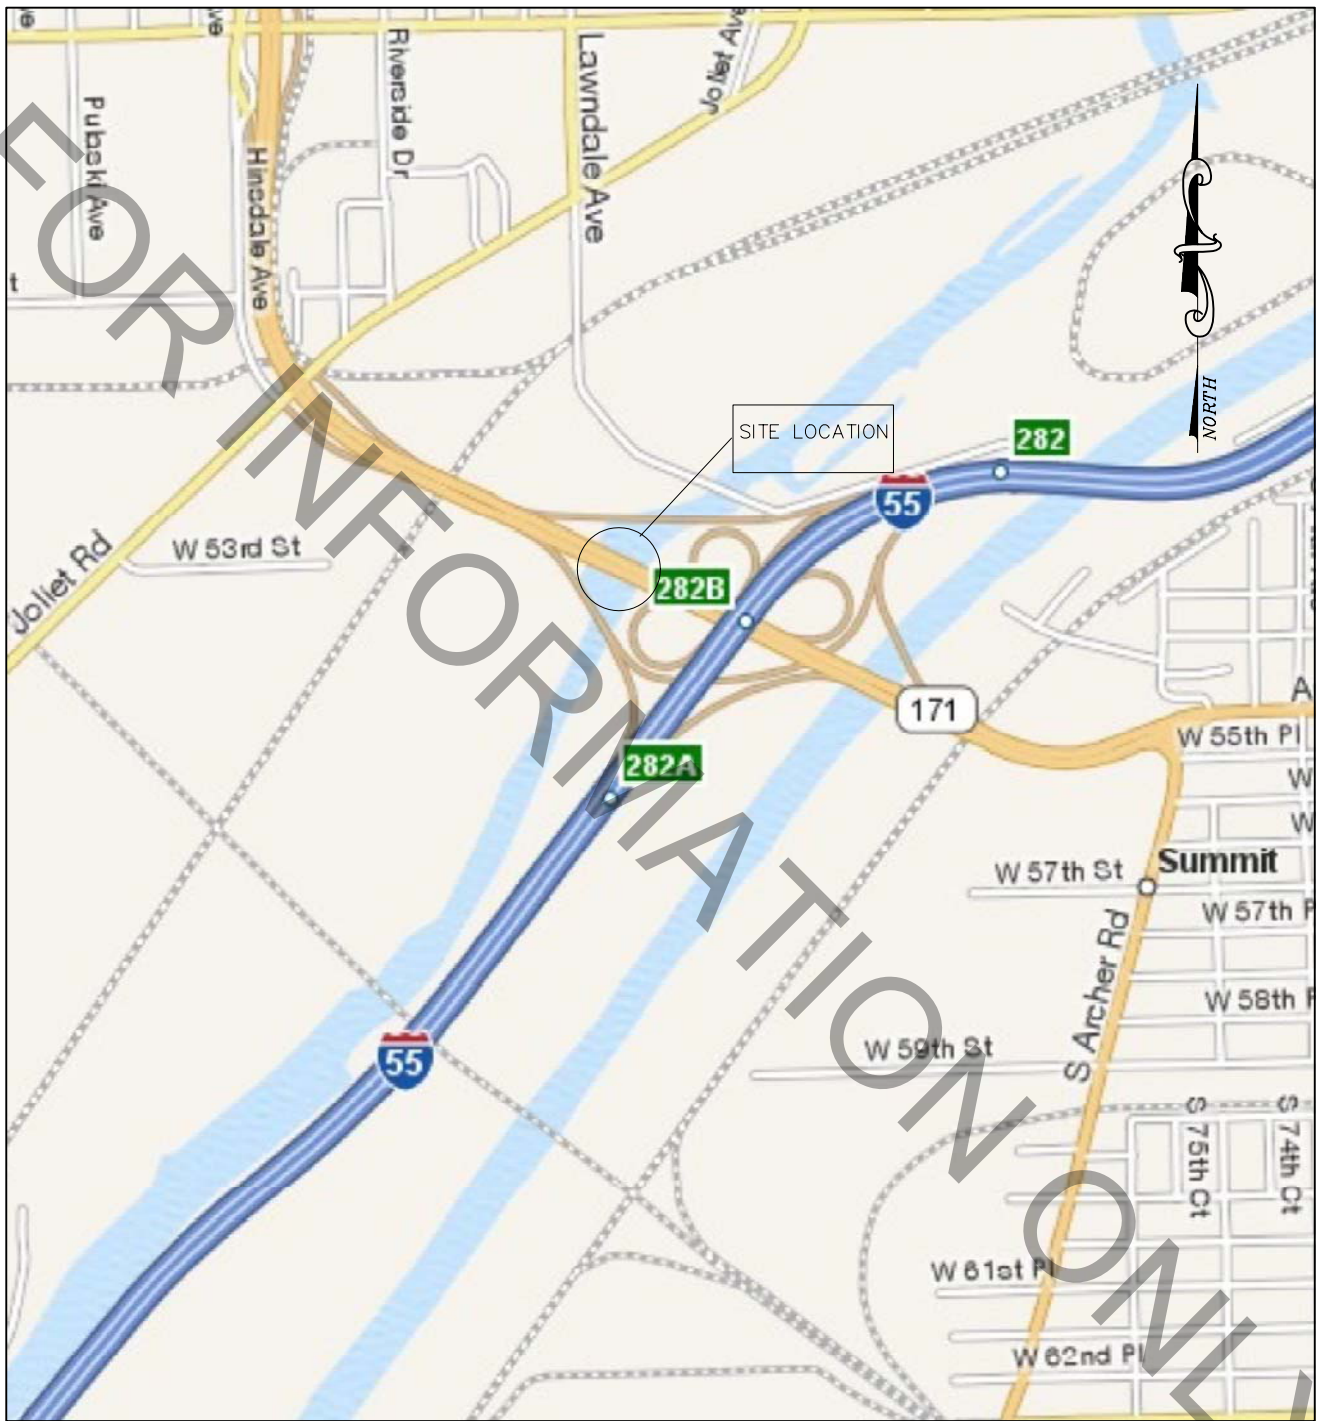 ve
Joliet Ave
Riverside Dr
Lawndale Ave
Pulaski Ave
Hinsdale Ave
t
NORTH
SITE LOCATION
282
55
W 53rd St
Joliet Rd
282B
171
A
W 55th Pl
282A
W
W
Summit
W 57th St
W 57th P
S Archer Rd
W 58th P
55
W 59th St
S 75th Ct
S 74th Ct
W 61st Pl
W 62nd Pl
FOR INFORMATION ONLY